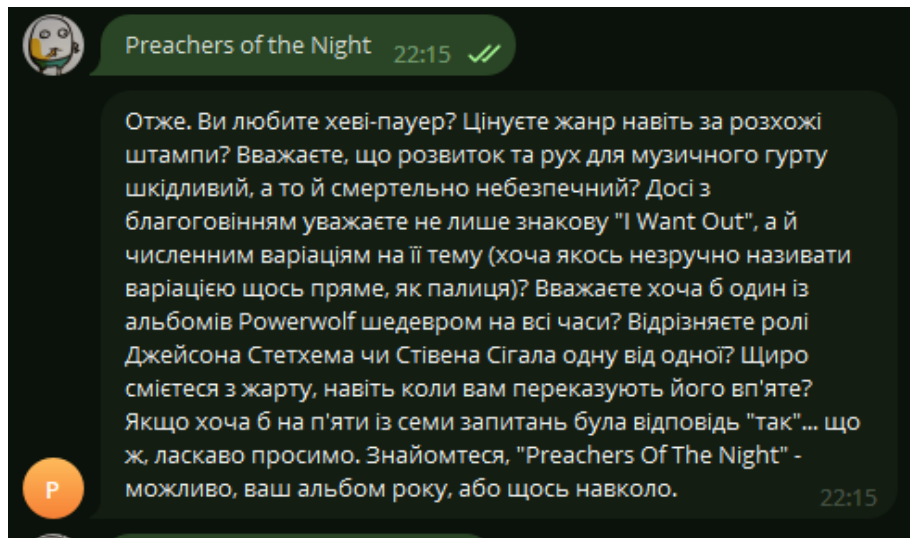 Preachers of the Night 22:15
Отже. Ви любите хеві-пауер? Цінуєте жанр навіть за розхожі
штампи? Вважаєте, що розвиток та рух для музичного гурту
шкідливий, а то й смертельно небезпечний? Досі з
благоговінням уважаєте не лише знакову "I Want Out", а й
численним варіаціям на її тему (хоча якось незручно називати
варіацією щось пряме, як палиця)? Вважаєте хоча б один із
альбомів Powerwolf шедевром на всі часи? Відрізняєте ролі
Джейсона Стетхема чи Стівена Сігала одну від одної? Щиро
смієтеся з жарту, навіть коли вам переказують його вп'яте?
Якщо хоча б на п'яти із семи запитань була відповідь "так"... що
ж, ласкаво просимо. Знайомтеся, "Preachers Of The Night" -
можливо, ваш альбом року, або щось навколо.
P
22:15